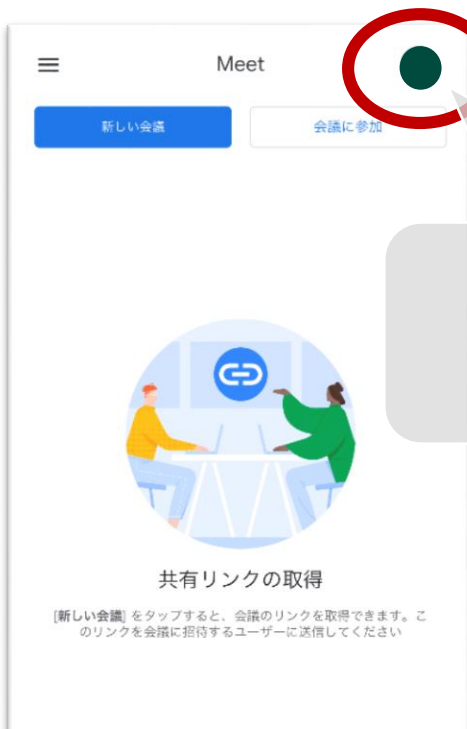 Meet
新しい会議
会議に参加
共有リンクの取得
[新しい会議] をタップすると、会議のリンクを取得できます。こ
のリンクを会議に招待するユーザーに送信してください